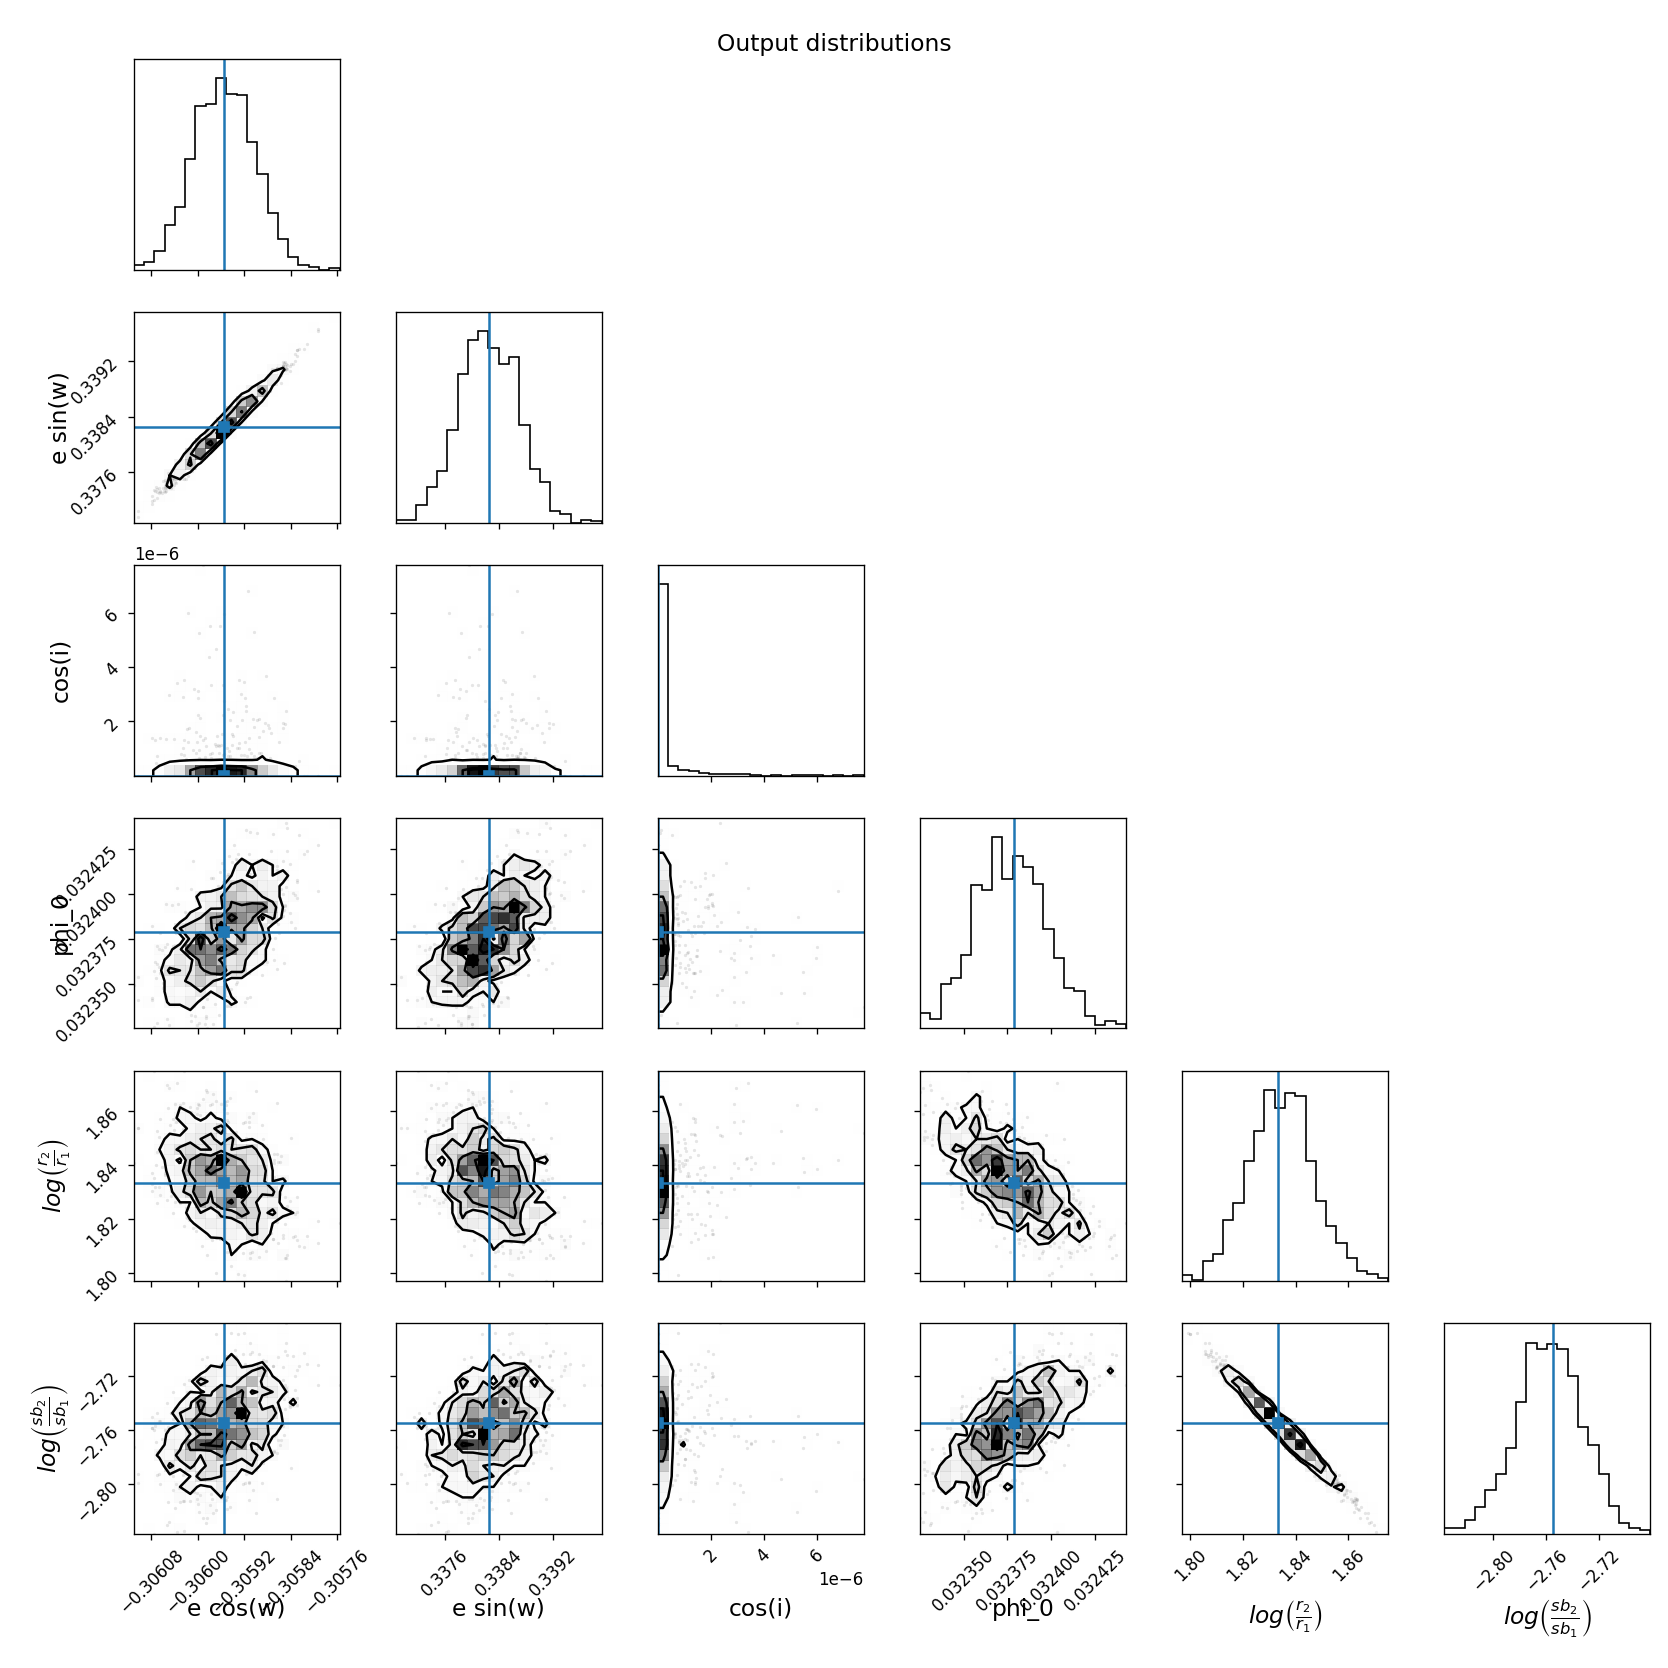 Output distributions
e sin(w)
0.3392
0.3384
0.3376
1e−6
cos(i)
6
4
2
phi_0
0.032425
0.032400
0.032375
0.032350
log(r₂/r₁)
1.86
1.84
1.82
1.80
log(sb₂/sb₁)
−2.72
−2.76
−2.80
−0.30608 −0.30600 −0.30592 −0.30584 −0.30576 0.3376 0.3384 0.3392 2 4 6 0.032350 0.032375 0.032400 0.032425 1.80 1.82 1.84 1.86 −2.80 −2.76 −2.72
1e−6
e cos(w) e sin(w) cos(i) phi_0 log(r₂/r₁) log(sb₂/sb₁)